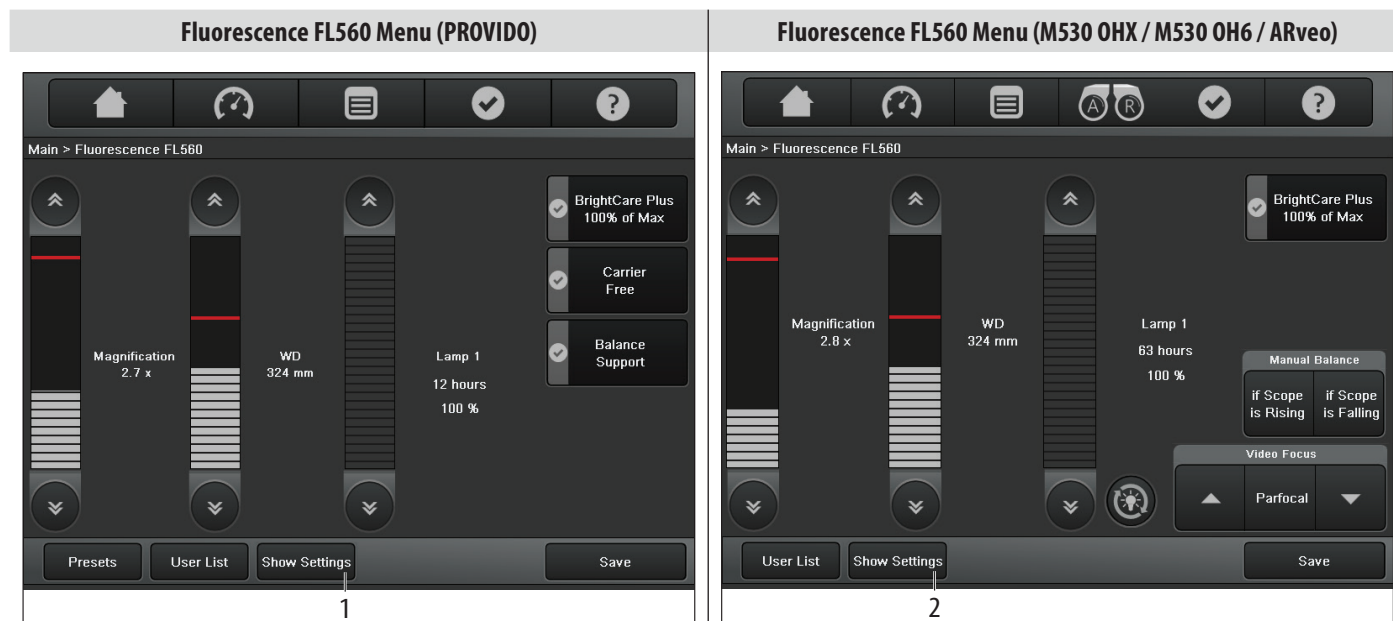 Fluorescence FL560 Menu (PROVIDO)
Main > Fluorescence FL560
Magnification
2.7 x
WD
324 mm
Lamp 1
12 hours
100 %
BrightCare Plus
100% of Max
Carrier
Free
Balance
Support
Presets
User List
Show Settings
Save
1
Fluorescence FL560 Menu (M530 OHX / M530 OH6 / ARveo)
A
R
?
Main > Fluorescence FL560
Magnification
2.8 x
WD
324 mm
Lamp 1
63 hours
100 %
BrightCare Plus
100% of Max
Manual Balance
if Scope
is Rising
if Scope
is Falling
Video Focus
Parfocal
User List
Show Settings
Save
2